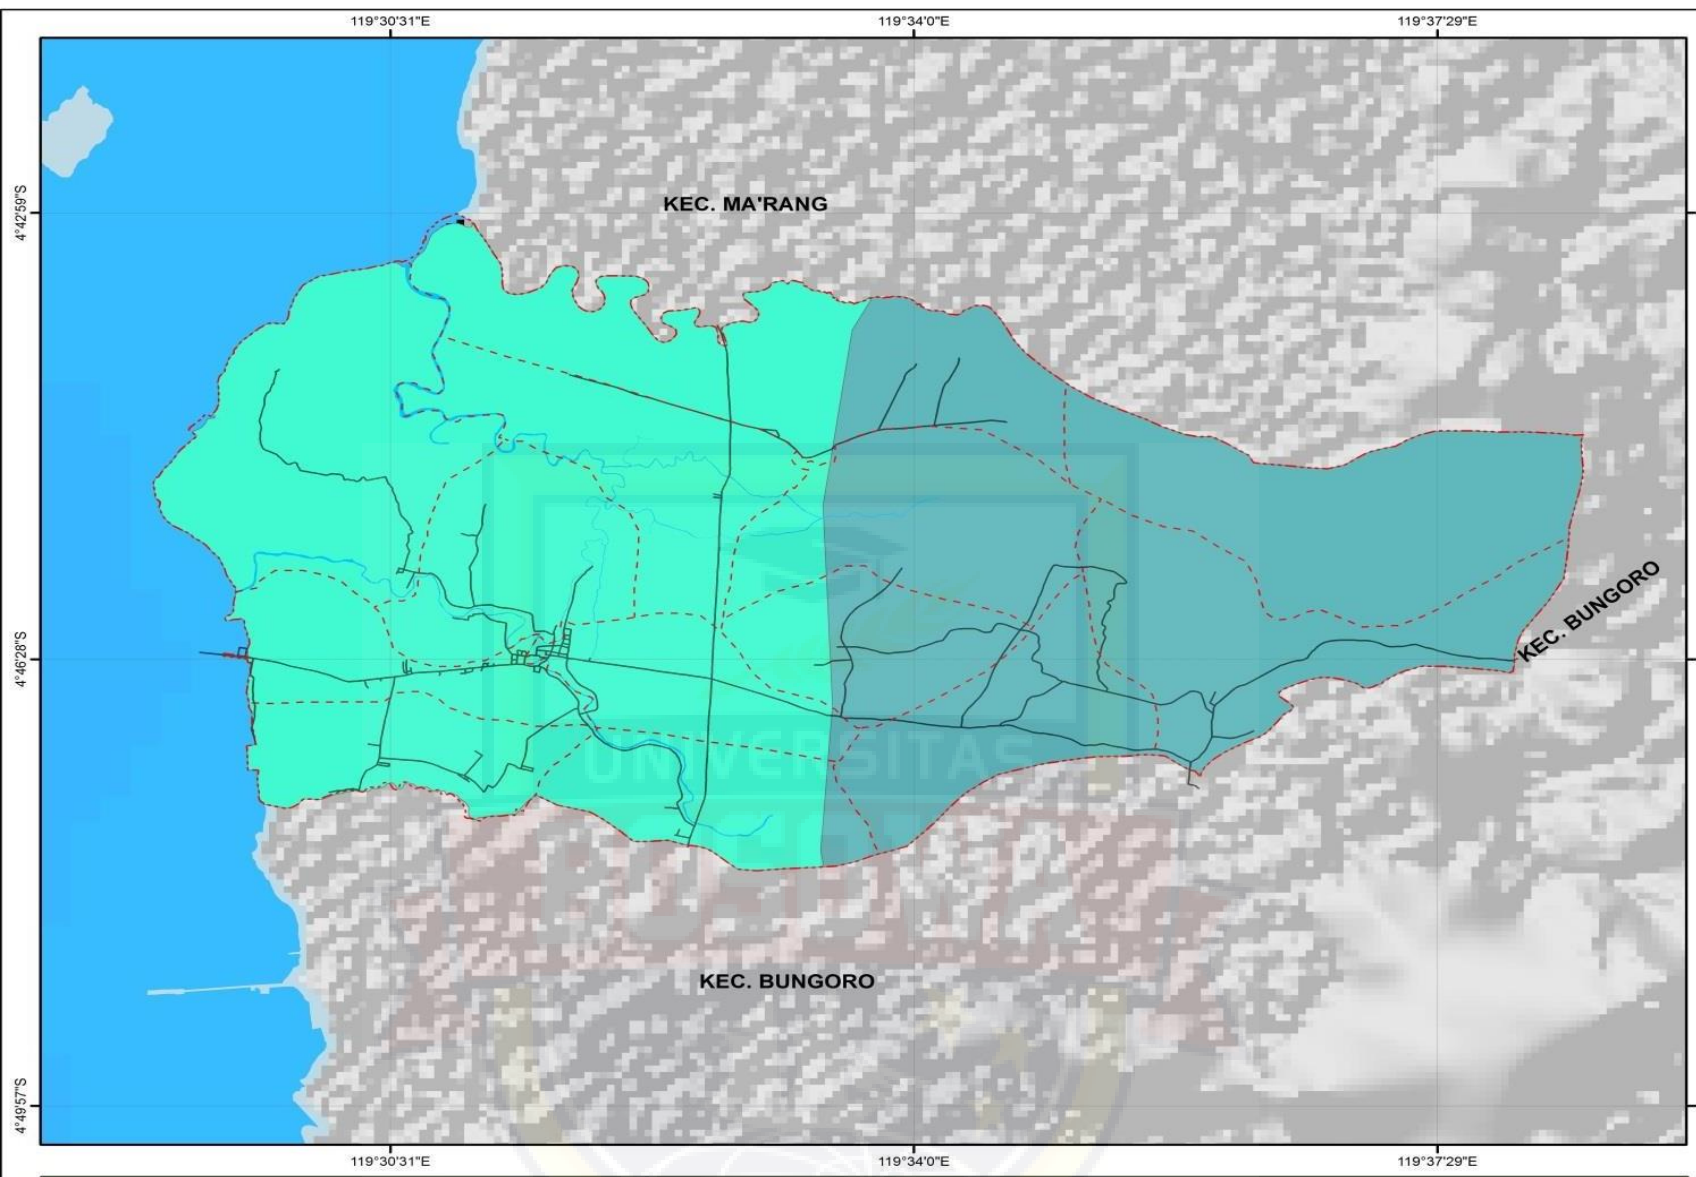 119°30'31"E
119°34'0"E
119°37'29"E
4°42'59"S
KEC. MA'RANG
KEC. BUNGORO
4°46'28"S
UNIVERSITAS
BOSOWA
KEC. BUNGORO
4°49'57"S
119°30'31"E
119°34'0"E
119°37'29"E